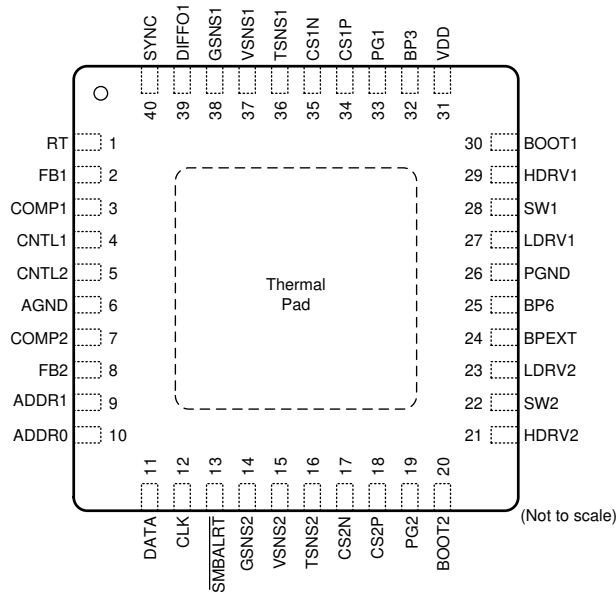 SYNC
DIFFO1
GSNS1
VSNS1
TSNS1
CS1N
CS1P
PG1
BP3
VDD
40
39
38
37
36
35
34
33
32
31
RT 1
FB1 2
COMP1 3
CNTL1 4
CNTL2 5
AGND 6
COMP2 7
FB2 8
ADDR1 9
ADDR0 10
Thermal
Pad
30 BOOT1
29 HDRV1
28 SW1
27 LDRV1
26 PGND
25 BP6
24 BPEXT
23 LDRV2
22 SW2
21 HDRV2
11
12
13
14
15
16
17
18
19
20
DATA
CLK
SMBALRT
GSNS2
VSNS2
TSNS2
CS2N
CS2P
PG2
BOOT2
(Not to scale)